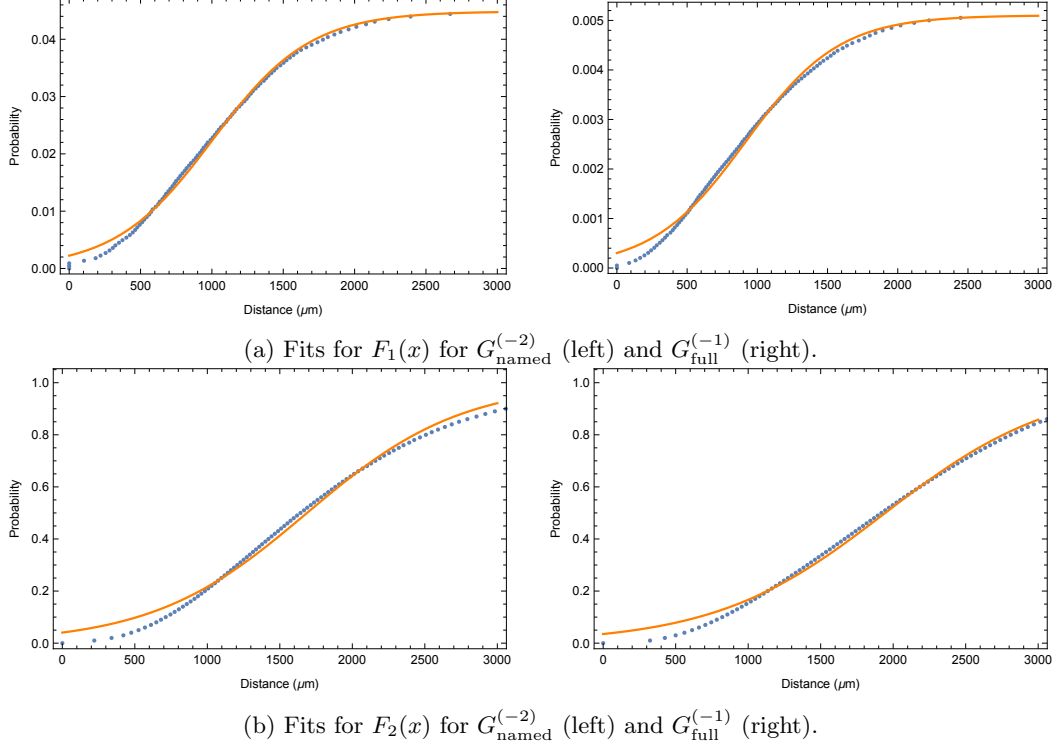 0.04
0.03
0.02
0.01
0.00
Probability
0 500 1000 1500 2000 2500 3000
Distance (μm)
0.005
0.004
0.003
0.002
0.001
0.000
Probability
0 500 1000 1500 2000 2500 3000
Distance (μm)
(a) Fits for F₁(x) for G_named^(−2) (left) and G_full^(−1) (right).
1.0
0.8
0.6
0.4
0.2
0.0
Probability
0 500 1000 1500 2000 2500 3000
Distance (μm)
1.0
0.8
0.6
0.4
0.2
0.0
Probability
0 500 1000 1500 2000 2500 3000
Distance (μm)
(b) Fits for F₂(x) for G_named^(−2) (left) and G_full^(−1) (right).